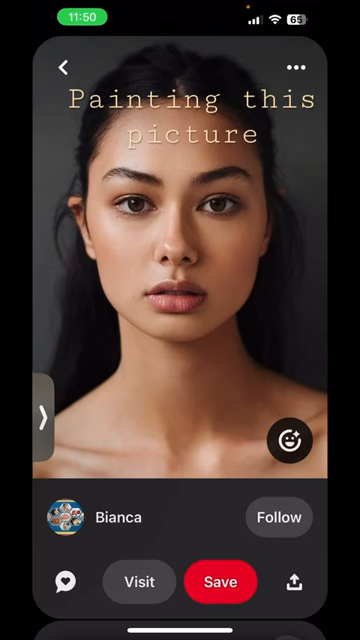 11:50
65
Painting this
picture
Bianca
Follow
Visit
Save